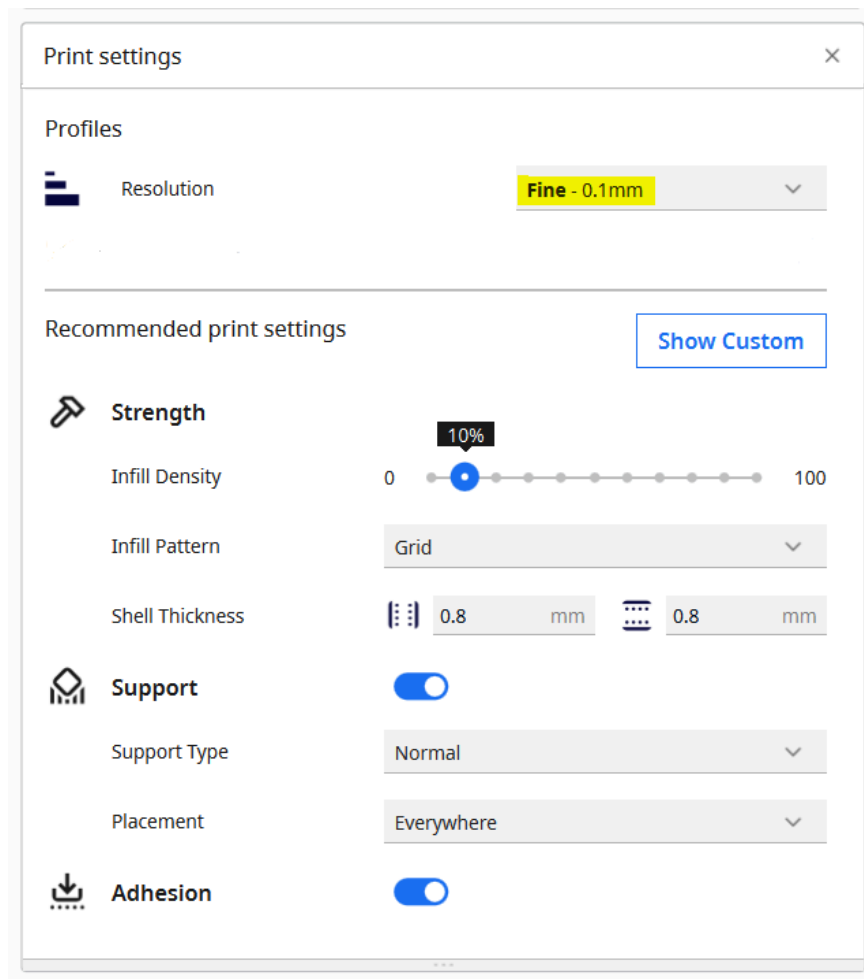 Print settings
Profiles
Resolution Fine - 0.1mm
Recommended print settings Show Custom
Strength
10%
Infill Density 0 100
Infill Pattern Grid
Shell Thickness 0.8 mm 0.8 mm
Support
Support Type Normal
Placement Everywhere
Adhesion